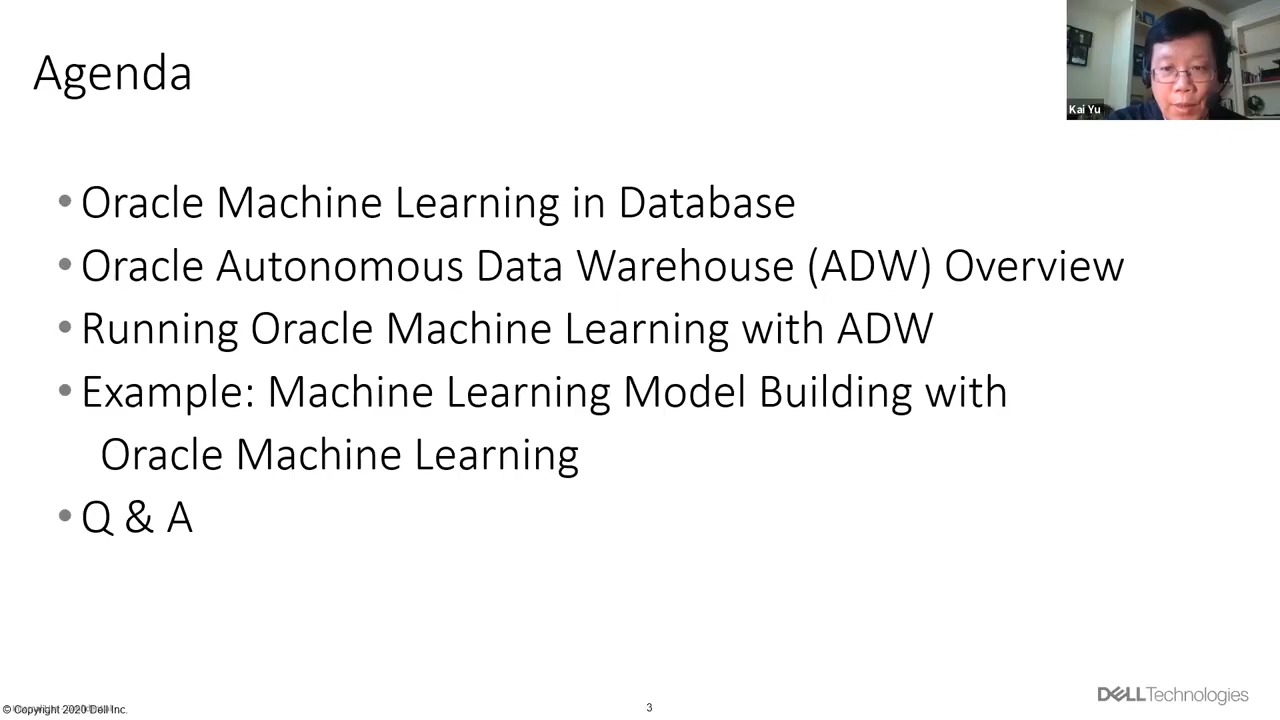 Agenda
Kai Yu
• Oracle Machine Learning in Database
• Oracle Autonomous Data Warehouse (ADW) Overview
• Running Oracle Machine Learning with ADW
• Example: Machine Learning Model Building with
Oracle Machine Learning
• Q & A
© Copyright 2020 Dell Inc.
3
DELL Technologies